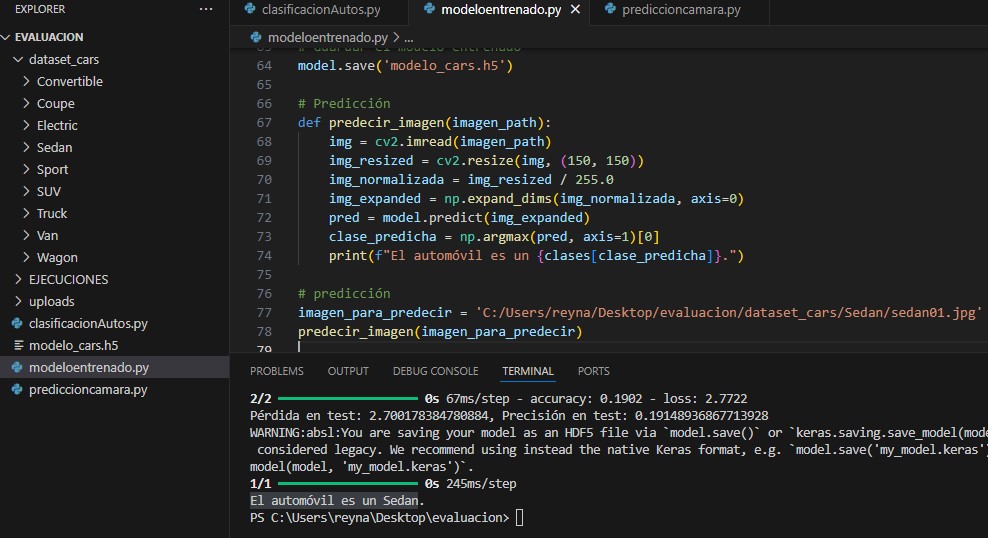 EXPLORER
EVALUACION
dataset_cars
Convertible
Coupe
Electric
Sedan
Sport
SUV
Truck
Van
Wagon
EJECUCIONES
uploads
clasificacionAutos.py
modelo_cars.h5
modeloentrenado.py
prediccioncamara.py
clasificacionAutos.py
modeloentrenado.py
prediccioncamara.py
modeloentrenado.py > ...
63 # Guardar el modelo entrenado
64 model.save('modelo_cars.h5')
65
66 # Predicción
67 def predecir_imagen(imagen_path):
68 img = cv2.imread(imagen_path)
69 img_resized = cv2.resize(img, (150, 150))
70 img_normalizada = img_resized / 255.0
71 img_expanded = np.expand_dims(img_normalizada, axis=0)
72 pred = model.predict(img_expanded)
73 clase_predicha = np.argmax(pred, axis=1)[0]
74 print(f"El automóvil es un {clases[clase_predicha]}.")
75
76 # predicción
77 imagen_para_predecir = 'C:/Users/reyna/Desktop/evaluacion/dataset_cars/Sedan/sedan01.jpg'
78 predecir_imagen(imagen_para_predecir)
79
PROBLEMS OUTPUT DEBUG CONSOLE TERMINAL PORTS
2/2 0s 67ms/step - accuracy: 0.1902 - loss: 2.7722
Pérdida en test: 2.700178384780884, Precisión en test: 0.19148936867713928
WARNING:absl:You are saving your model as an HDF5 file via `model.save()` or `keras.saving.save_model(mode
considered legacy. We recommend using instead the native Keras format, e.g. `model.save('my_model.keras')
model(model, 'my_model.keras')`.
1/1 0s 245ms/step
El automóvil es un Sedan.
PS C:\Users\reyna\Desktop\evaluacion>